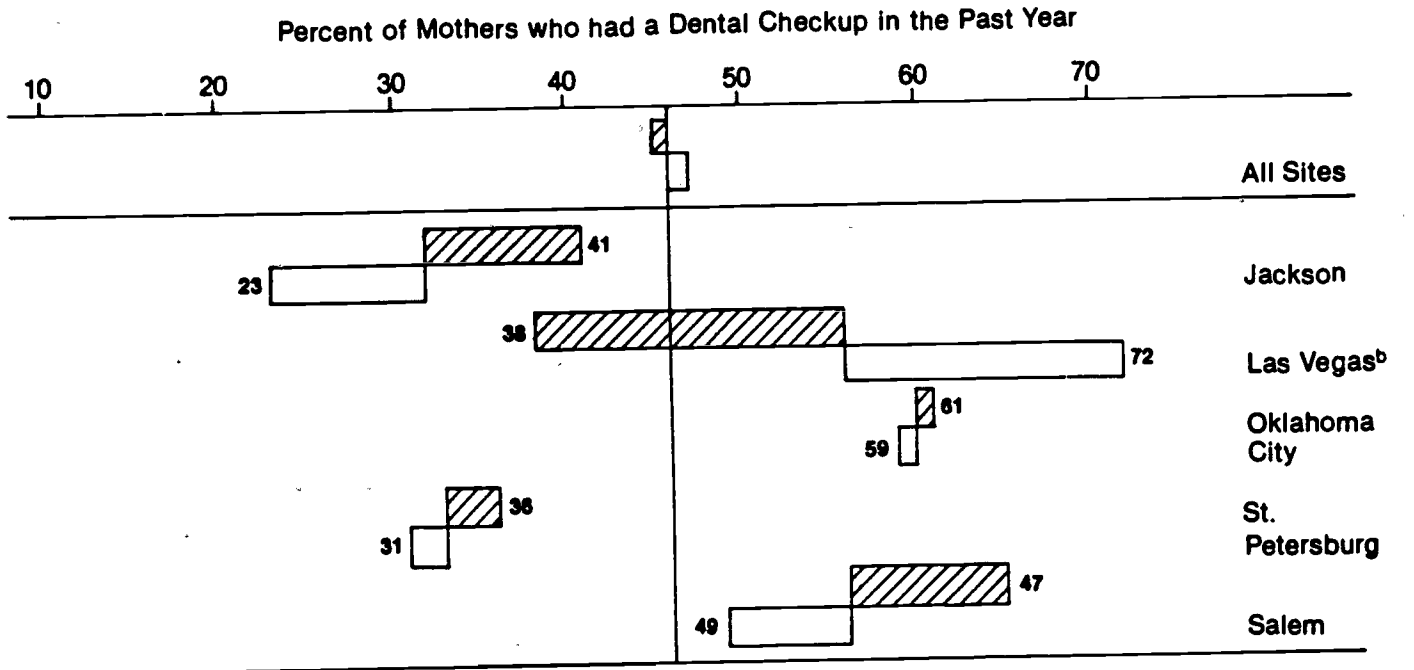 Percent of Mothers who had a Dental Checkup in the Past Year
10 20 30 40 50 60 70
All Sites
41
23
Jackson
38
72
Las Vegasᵇ
61
59
Oklahoma
City
36
31
St.
Petersburg
47
49
Salem